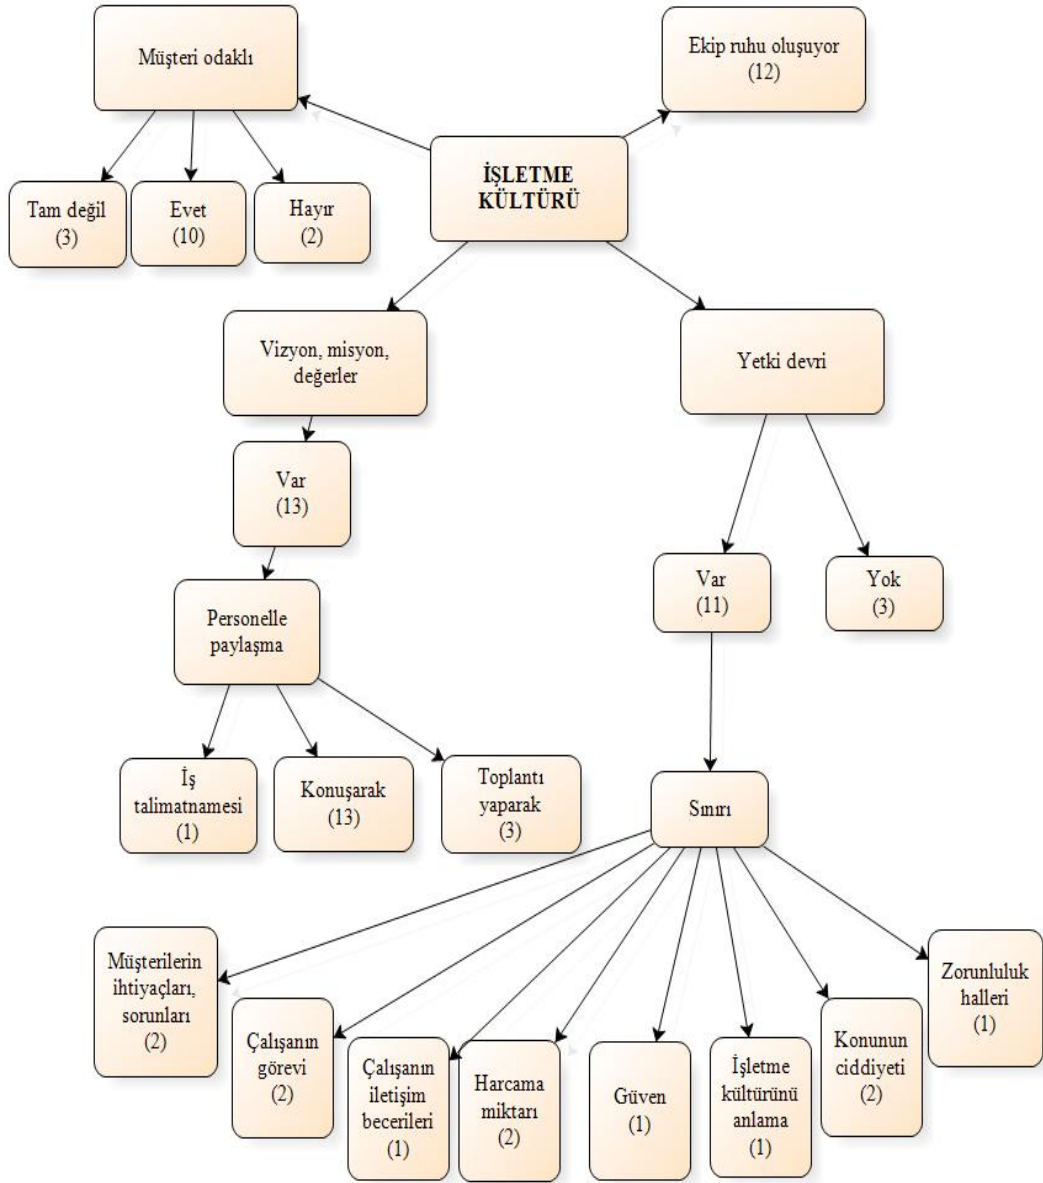 Müşteri odaklı
Ekip ruhu oluşuyor
(12)
İŞLETME
KÜLTÜRÜ
Tam değil
(3)
Evet
(10)
Hayır
(2)
Vizyon, misyon,
değerler
Yetki devri
Var
(13)
Var
(11)
Yok
(3)
Personelle
paylaşma
İş
talimatnamesi
(1)
Konuşarak
(13)
Toplantı
yaparak
(3)
Sınırı
Müşterilerin
ihtiyaçları,
sorunları
(2)
Çalışanın
görevi
(2)
Çalışanın
iletişim
becerileri
(1)
Harcama
miktarı
(2)
Güven
(1)
İşletme
kültürünü
anlama
(1)
Konunun
ciddiyeti
(2)
Zorunluluk
halleri
(1)